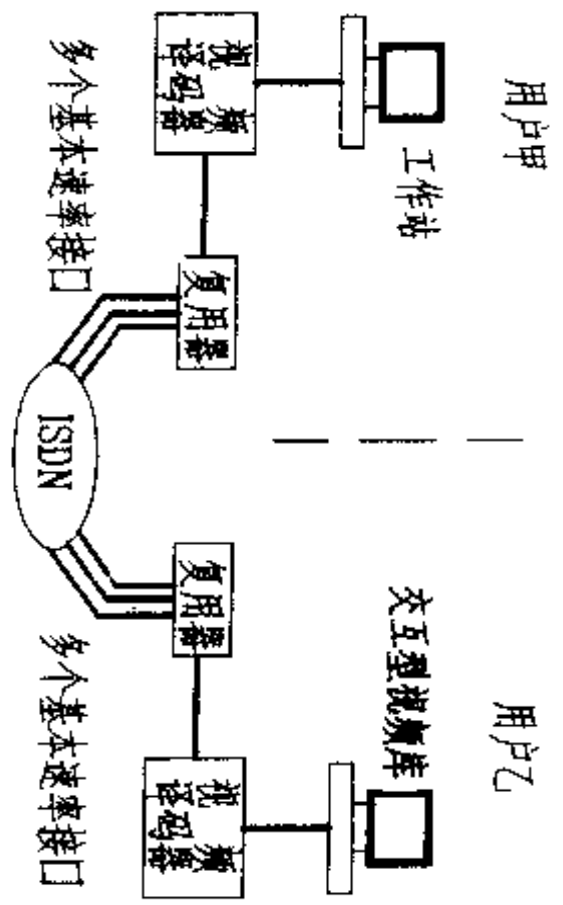 用户甲
用户乙
工作站
交互型视频库
视频
译码器
复用器
复用器
视频
译码器
多个基本速率接口
ISDN
多个基本速率接口